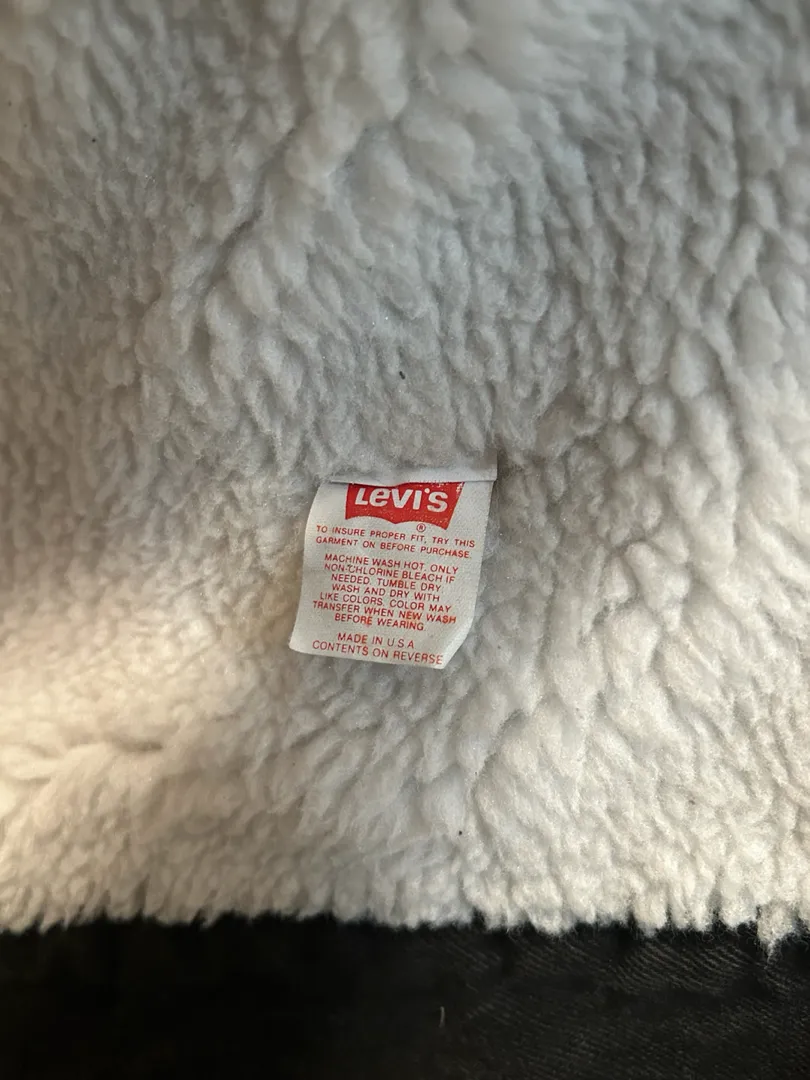 Levi's
®
TO INSURE PROPER FIT, TRY THIS
GARMENT ON BEFORE PURCHASE.
MACHINE WASH HOT. ONLY
NON-CHLORINE BLEACH IF
NEEDED. TUMBLE DRY.
WASH AND DRY WITH
LIKE COLORS. COLOR MAY
TRANSFER WHEN NEW WASH
BEFORE WEARING.
MADE IN U S A
CONTENTS ON REVERSE